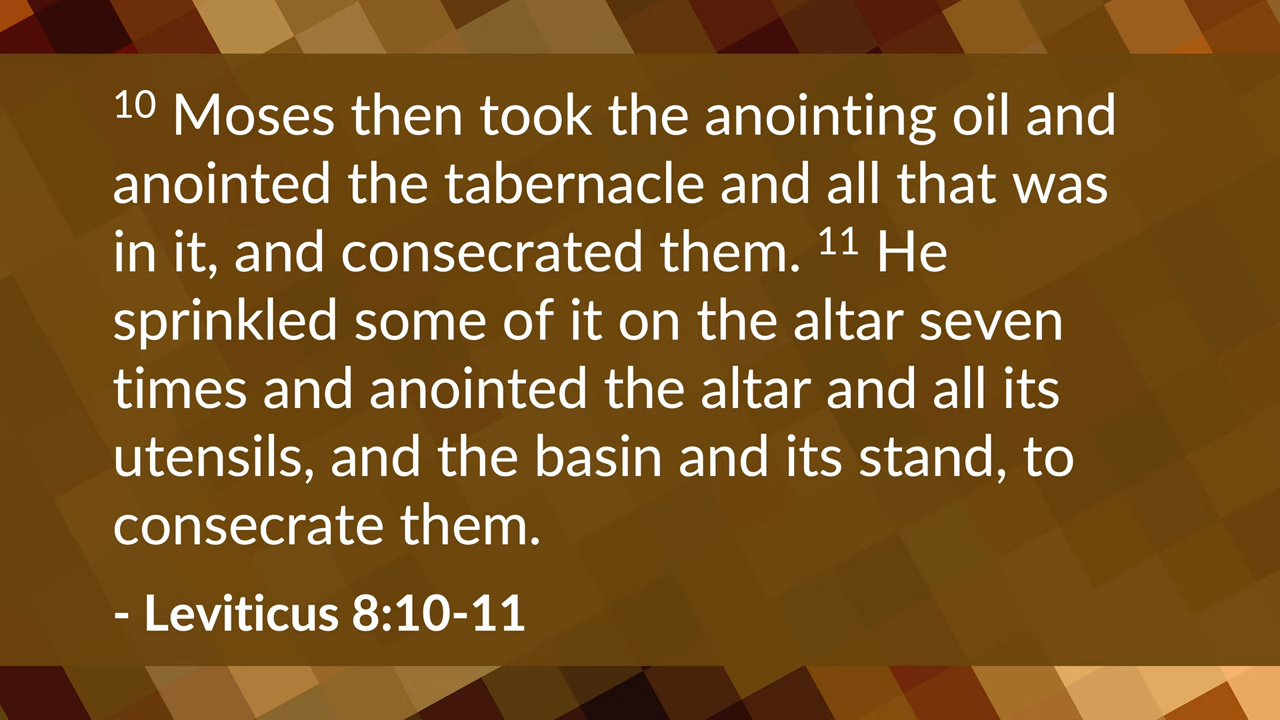 10 Moses then took the anointing oil and
anointed the tabernacle and all that was
in it, and consecrated them. 11 He
sprinkled some of it on the altar seven
times and anointed the altar and all its
utensils, and the basin and its stand, to
consecrate them.
- Leviticus 8:10-11